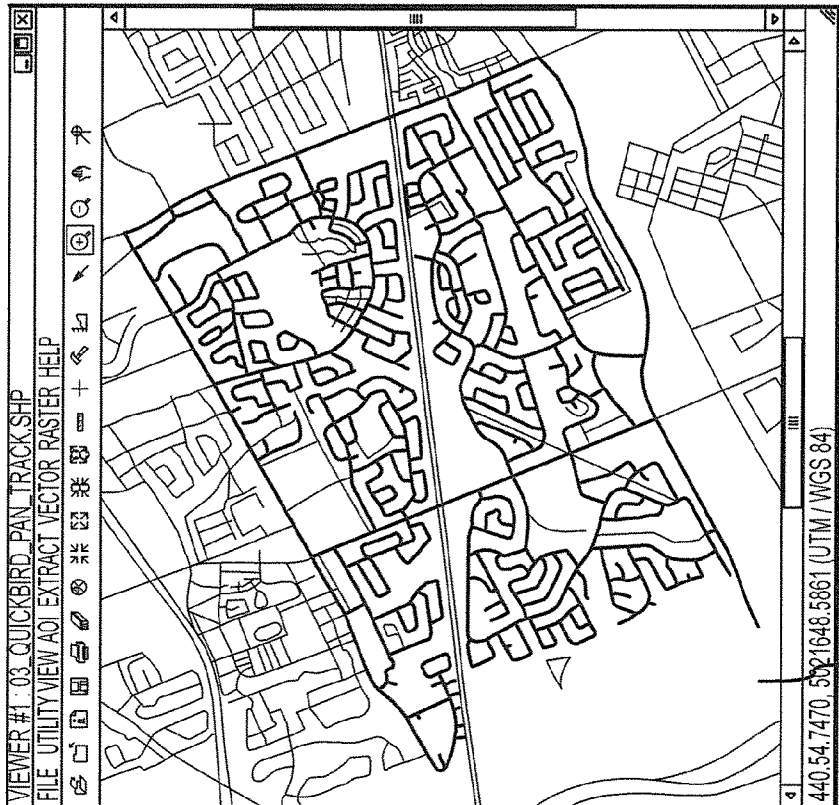 VIEWER #1 : 03_QUICKBIRD_PAN_TRACK.SHP
FILE UTILITY VIEW AOI EXTRACT VECTOR RASTER HELP
440,54.7470, 5021648.5861 (UTM / WGS 84)